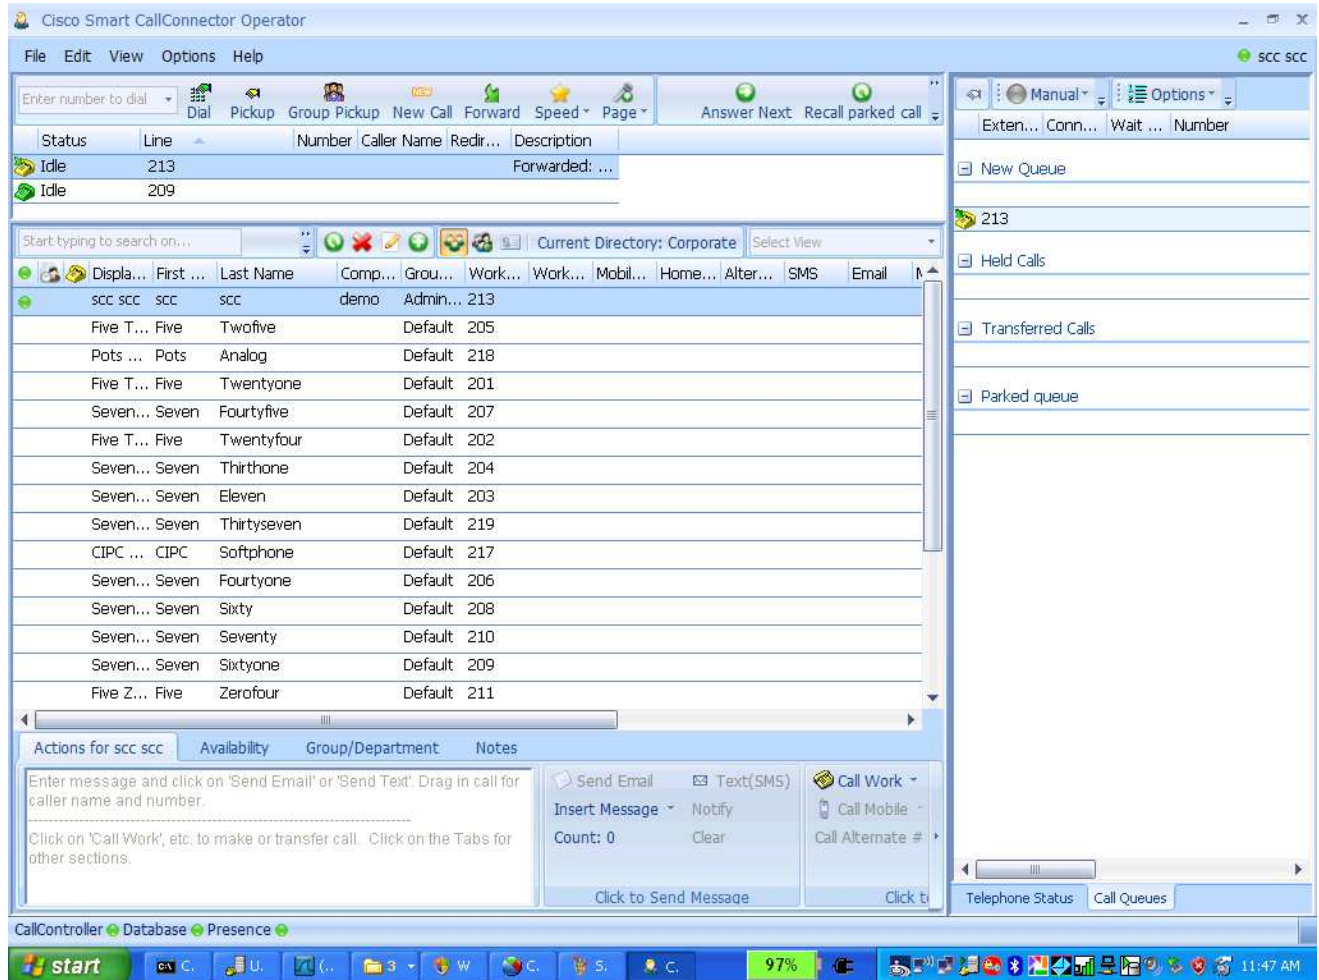 Cisco Smart CallConnector Operator
File Edit View Options Help scc scc
Enter number to dial Dial Pickup Group Pickup New Call Forward Speed Page Answer Next Recall parked call
Manual Options
Status Line Number Caller Name Redir... Description
Exten... Conn... Wait ... Number
Idle 213 Forwarded: ...
Idle 209
New Queue
213
Held Calls
Transferred Calls
Parked queue
Start typing to search on... Current Directory: Corporate Select View
Displa... First ... Last Name Comp... Grou... Work... Work... Mobil... Home... Alter... SMS Email
scc scc scc scc demo Admin... 213
Five T... Five Twofive Default 205
Pots ... Pots Analog Default 218
Five T... Five Twentyone Default 201
Seven... Seven Fourtyfive Default 207
Five T... Five Twentyfour Default 202
Seven... Seven Thirthone Default 204
Seven... Seven Eleven Default 203
Seven... Seven Thirtyseven Default 219
CIPC ... CIPC Softphone Default 217
Seven... Seven Fourtyone Default 206
Seven... Seven Sixty Default 208
Seven... Seven Seventy Default 210
Seven... Seven Sixtyone Default 209
Five Z... Five Zerofour Default 211
Actions for scc scc Availability Group/Department Notes
Enter message and click on 'Send Email' or 'Send Text'. Drag in call for
caller name and number.
Click on 'Call Work', etc. to make or transfer call. Click on the Tabs for
other sections.
Send Email Text(SMS)
Insert Message Notify
Count: 0 Clear
Click to Send Message
Call Work
Call Mobile
Call Alternate #
Click t
Telephone Status Call Queues
CallController Database Presence
start C. U. (.. 3 W C. S. C. 97% 11:47 AM